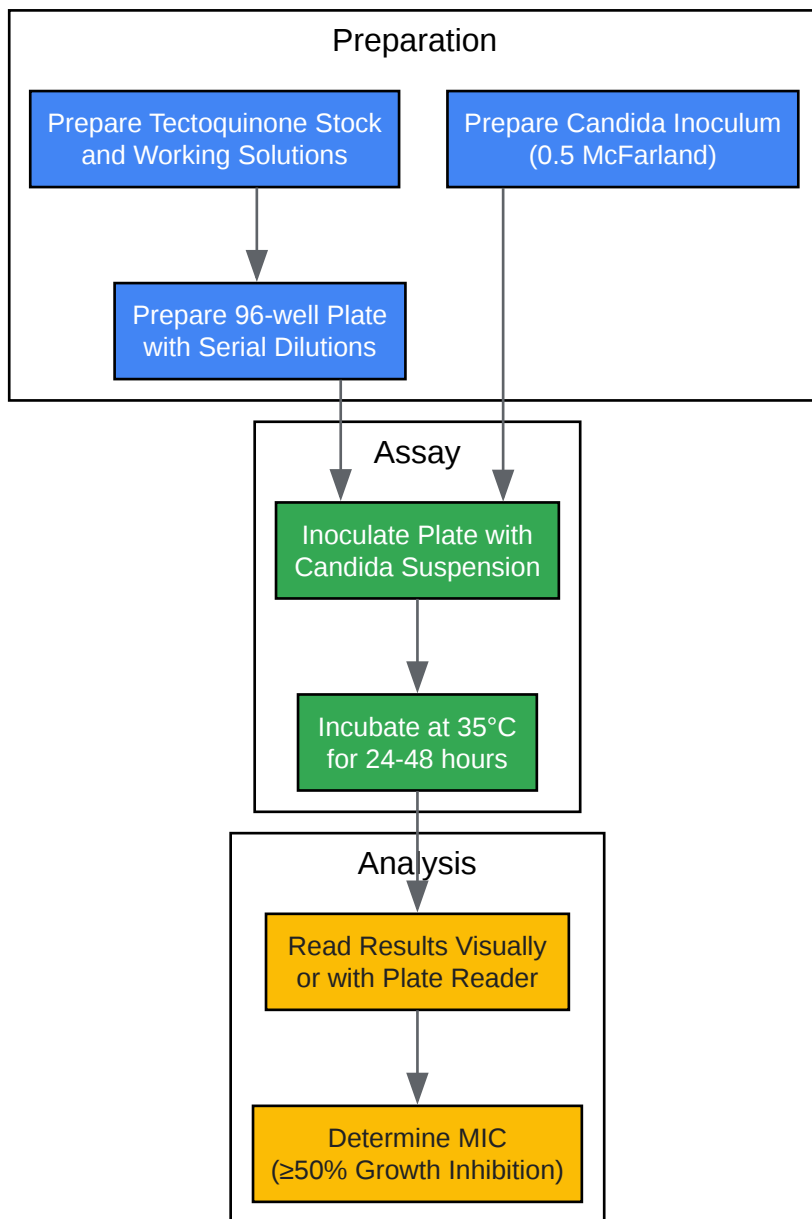 Preparation
Prepare Tectoquinone Stock
and Working Solutions
Prepare Candida Inoculum
(0.5 McFarland)
Prepare 96-well Plate
with Serial Dilutions
Assay
Inoculate Plate with
Candida Suspension
Incubate at 35°C
for 24-48 hours
Analysis
Read Results Visually
or with Plate Reader
Determine MIC
(≥50% Growth Inhibition)